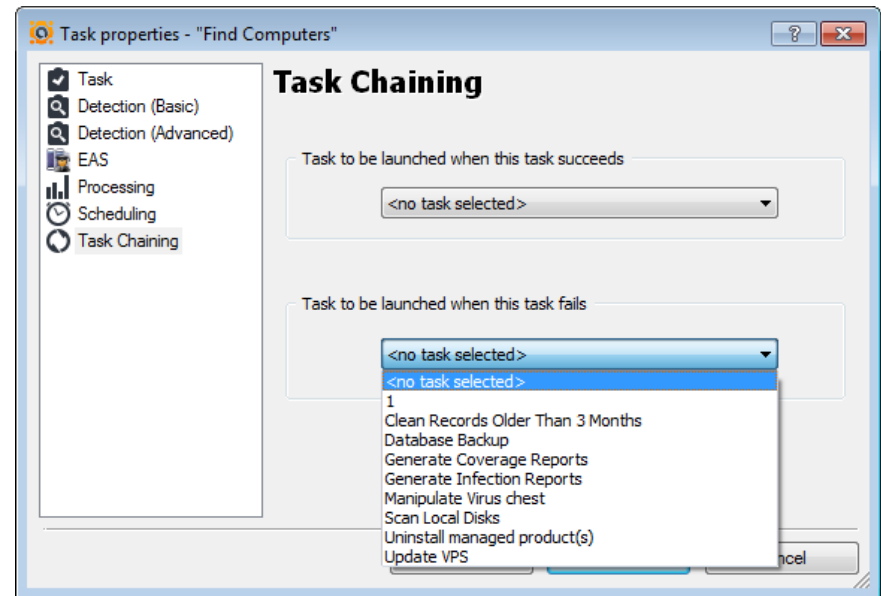 Task properties - "Find Computers"
?
Task
Detection (Basic)
Detection (Advanced)
EAS
Processing
Scheduling
Task Chaining
Task Chaining
Task to be launched when this task succeeds
<no task selected>
Task to be launched when this task fails
<no task selected>
<no task selected>
1
Clean Records Older Than 3 Months
Database Backup
Generate Coverage Reports
Generate Infection Reports
Manipulate Virus chest
Scan Local Disks
Uninstall managed product(s)
Update VPS
ncel